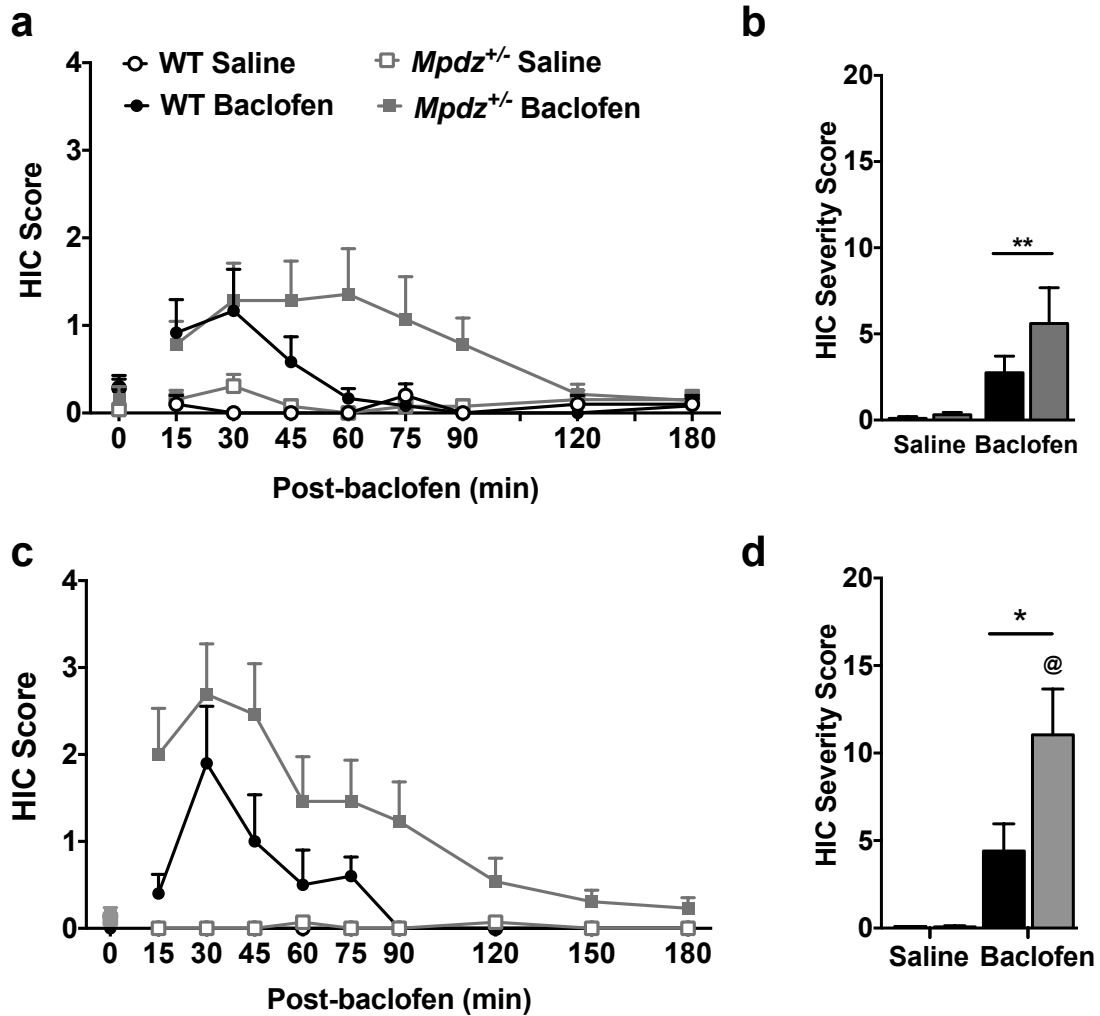 a
HIC Score
4
3
2
1
0
WT Saline
WT Baclofen
Mpdz+/- Saline
Mpdz+/- Baclofen
0 15 30 45 60 75 90 120 180
Post-baclofen (min)
b
HIC Severity Score
20
15
10
5
0
**
Saline Baclofen
c
HIC Score
4
3
2
1
0
0 15 30 45 60 75 90 120 150 180
Post-baclofen (min)
d
HIC Severity Score
20
15
10
5
0
*
@
Saline Baclofen